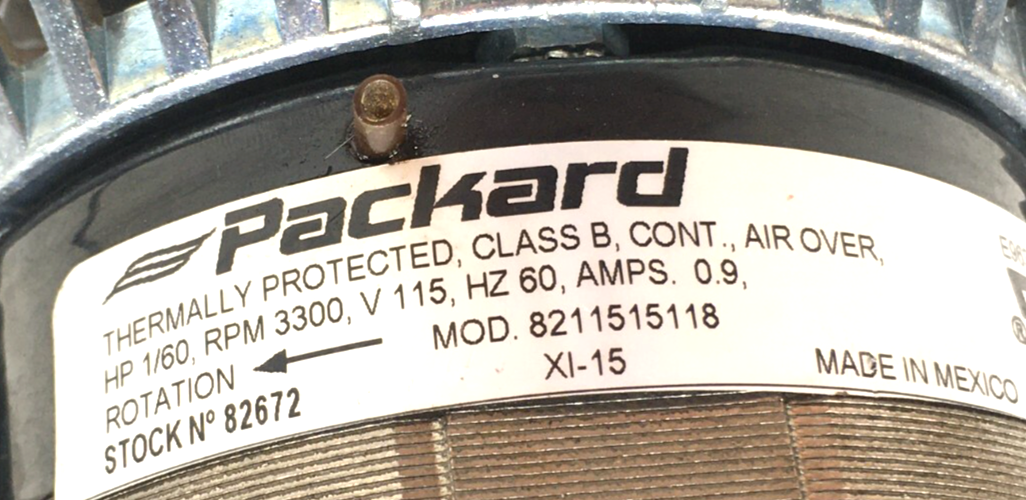 Packard
THERMALLY PROTECTED, CLASS B, CONT., AIR OVER,
HP 1/60, RPM 3300, V 115, HZ 60, AMPS. 0.9,
ROTATION MOD. 8211515118
STOCK Nº 82672 XI-15 MADE IN MEXICO
®